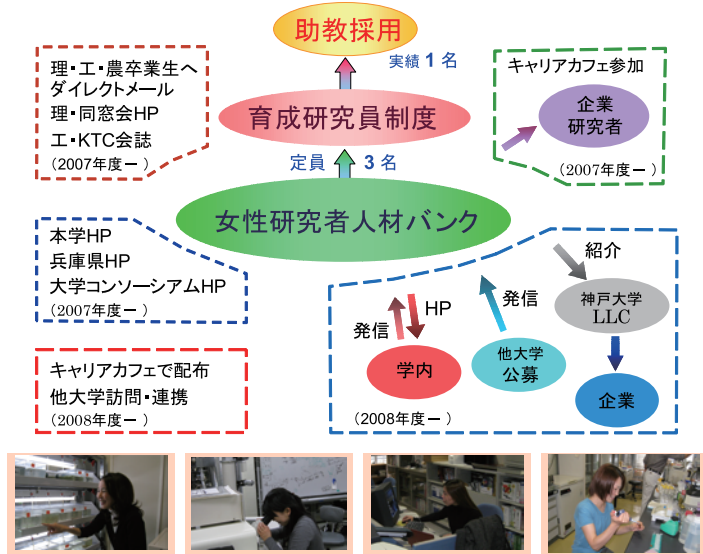 助教採用
実績 1 名
育成研究員制度
定員 3 名
女性研究者人材バンク
理・工・農卒業生へ
ダイレクトメール
理・同窓会HP
工・KTC会誌
(2007年度ー)
キャリアカフェ参加
企業
研究者
(2007年度ー)
本学HP
兵庫県HP
大学コンソーシアムHP
(2007年度ー)
キャリアカフェで配布
他大学訪問・連携
(2008年度ー)
紹介
神戸大学
LLC
企業
発信
他大学
公募
HP
発信
学内
(2008年度ー)